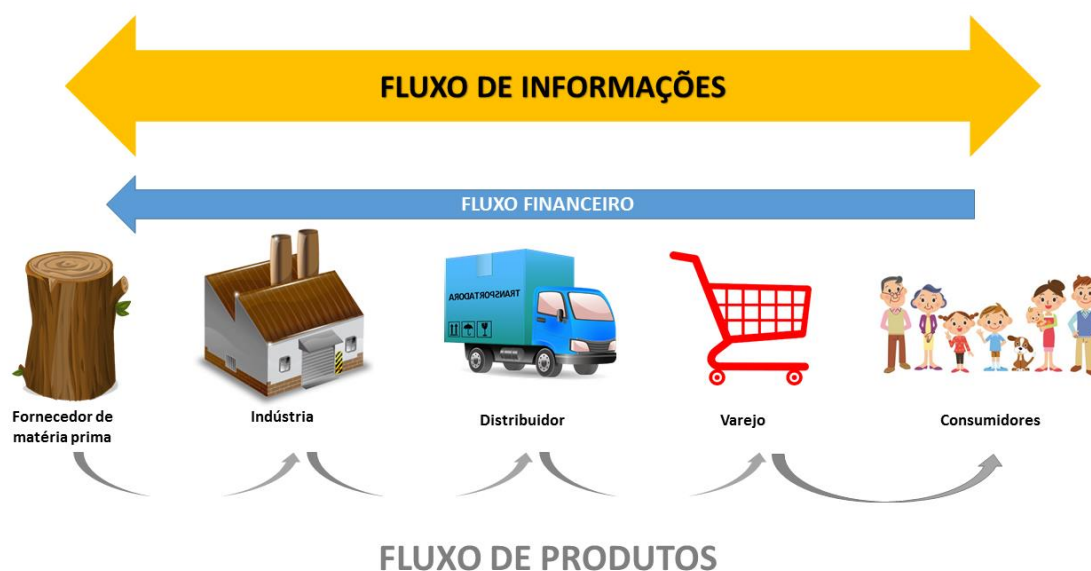 FLUXO DE INFORMAÇÕES
FLUXO FINANCEIRO
TRANSPORTADORA
Fornecedor de
matéria prima
Indústria
Distribuidor
Varejo
Consumidores
FLUXO DE PRODUTOS